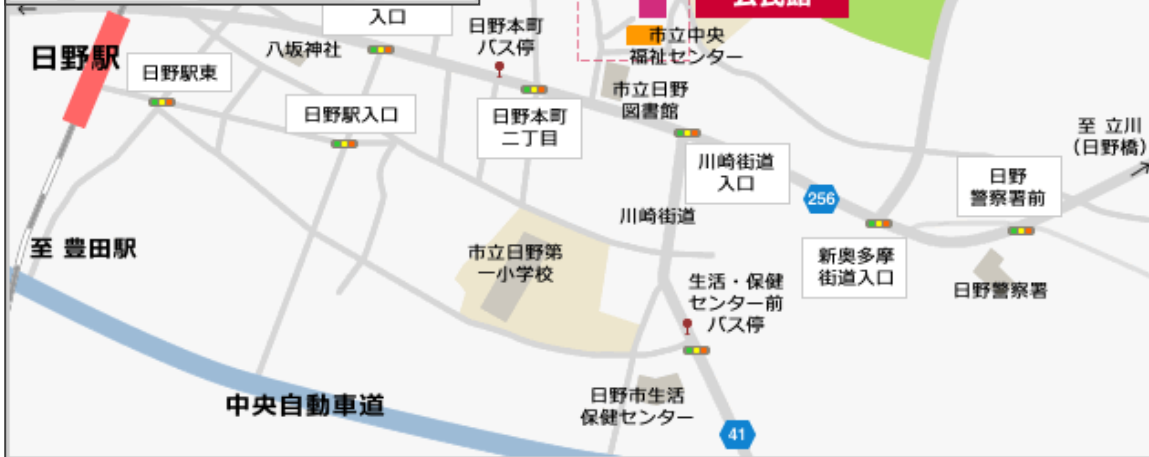 入口
日野本町
バス停
八坂神社
市立中央
福祉センター
日野駅
日野駅東
市立日野
図書館
日野駅入口
日野本町
二丁目
至 立川
(日野橋)
川崎街道
入口
日野
警察署前
256
川崎街道
至 豊田駅
市立日野第
一小学校
新奥多摩
街道入口
生活・保健
センター前
バス停
日野警察署
中央自動車道
日野市生活
保健センター
41